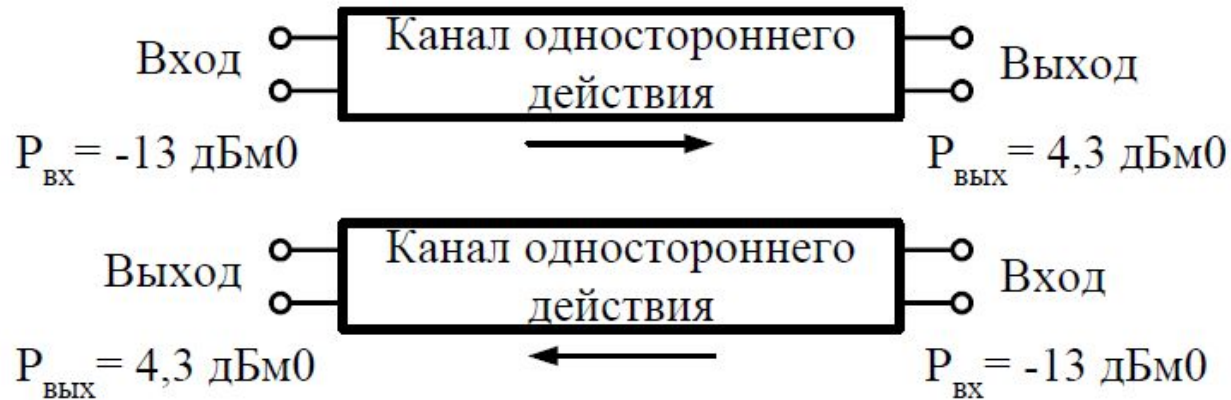 Вход
Канал одностороннего
действия
Выход
Pвх= -13 дБм0
Pвых= 4,3 дБм0
Выход
Канал одностороннего
действия
Вход
Pвых= 4,3 дБм0
Pвх= -13 дБм0